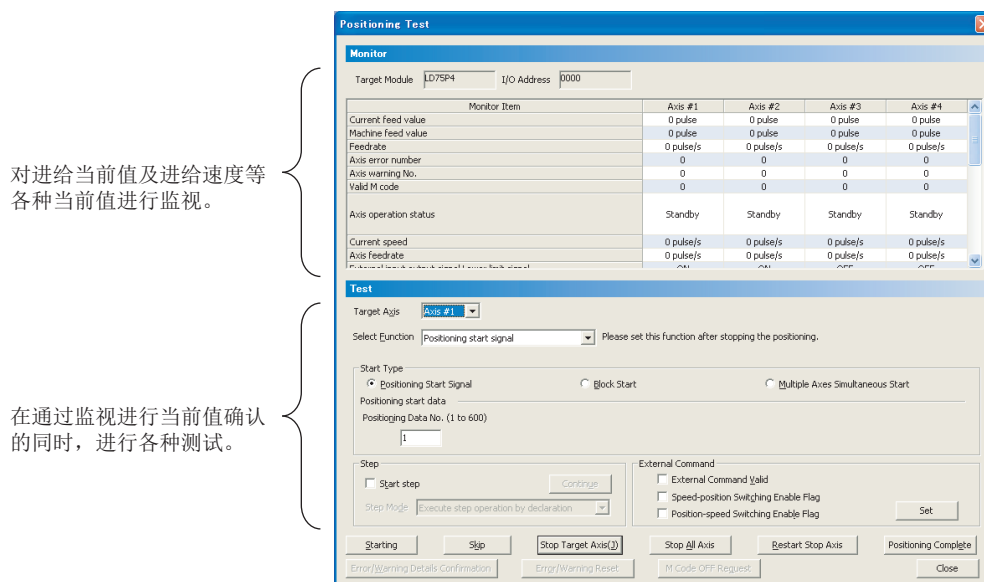 Positioning Test
Monitor
Target Module LD75P4 I/O Address 0000
Monitor Item Axis #1 Axis #2 Axis #3 Axis #4
Current feed value 0 pulse 0 pulse 0 pulse 0 pulse
Machine feed value 0 pulse 0 pulse 0 pulse 0 pulse
Feedrate 0 pulse/s 0 pulse/s 0 pulse/s 0 pulse/s
Axis error number 0 0 0 0
Axis warning No. 0 0 0 0
Valid M code 0 0 0 0
Axis operation status Standby Standby Standby Standby
Current speed 0 pulse/s 0 pulse/s 0 pulse/s 0 pulse/s
Axis feedrate 0 pulse/s 0 pulse/s 0 pulse/s 0 pulse/s
External input output signal Lower limit signal ON ON OFF OFF
对进给当前值及进给速度等
各种当前值进行监视。
Test
Target Axis Axis #1
Select Function Positioning start signal Please set this function after stopping the positioning.
Start Type
Positioning Start Signal Block Start Multiple Axes Simultaneous Start
Positioning start data
Positioning Data No. (1 to 600)
1
在通过监视进行当前值确认
的同时，进行各种测试。
Step External Command
Start step Continue External Command Valid
Speed-position Switching Enable Flag
Step Mode Execute step operation by declaration Position-speed Switching Enable Flag Set
Starting Skip Stop Target Axis(J) Stop All Axis Restart Stop Axis Positioning Complete
Error/Warning Details Confirmation Error/Warning Reset M Code OFF Request Close